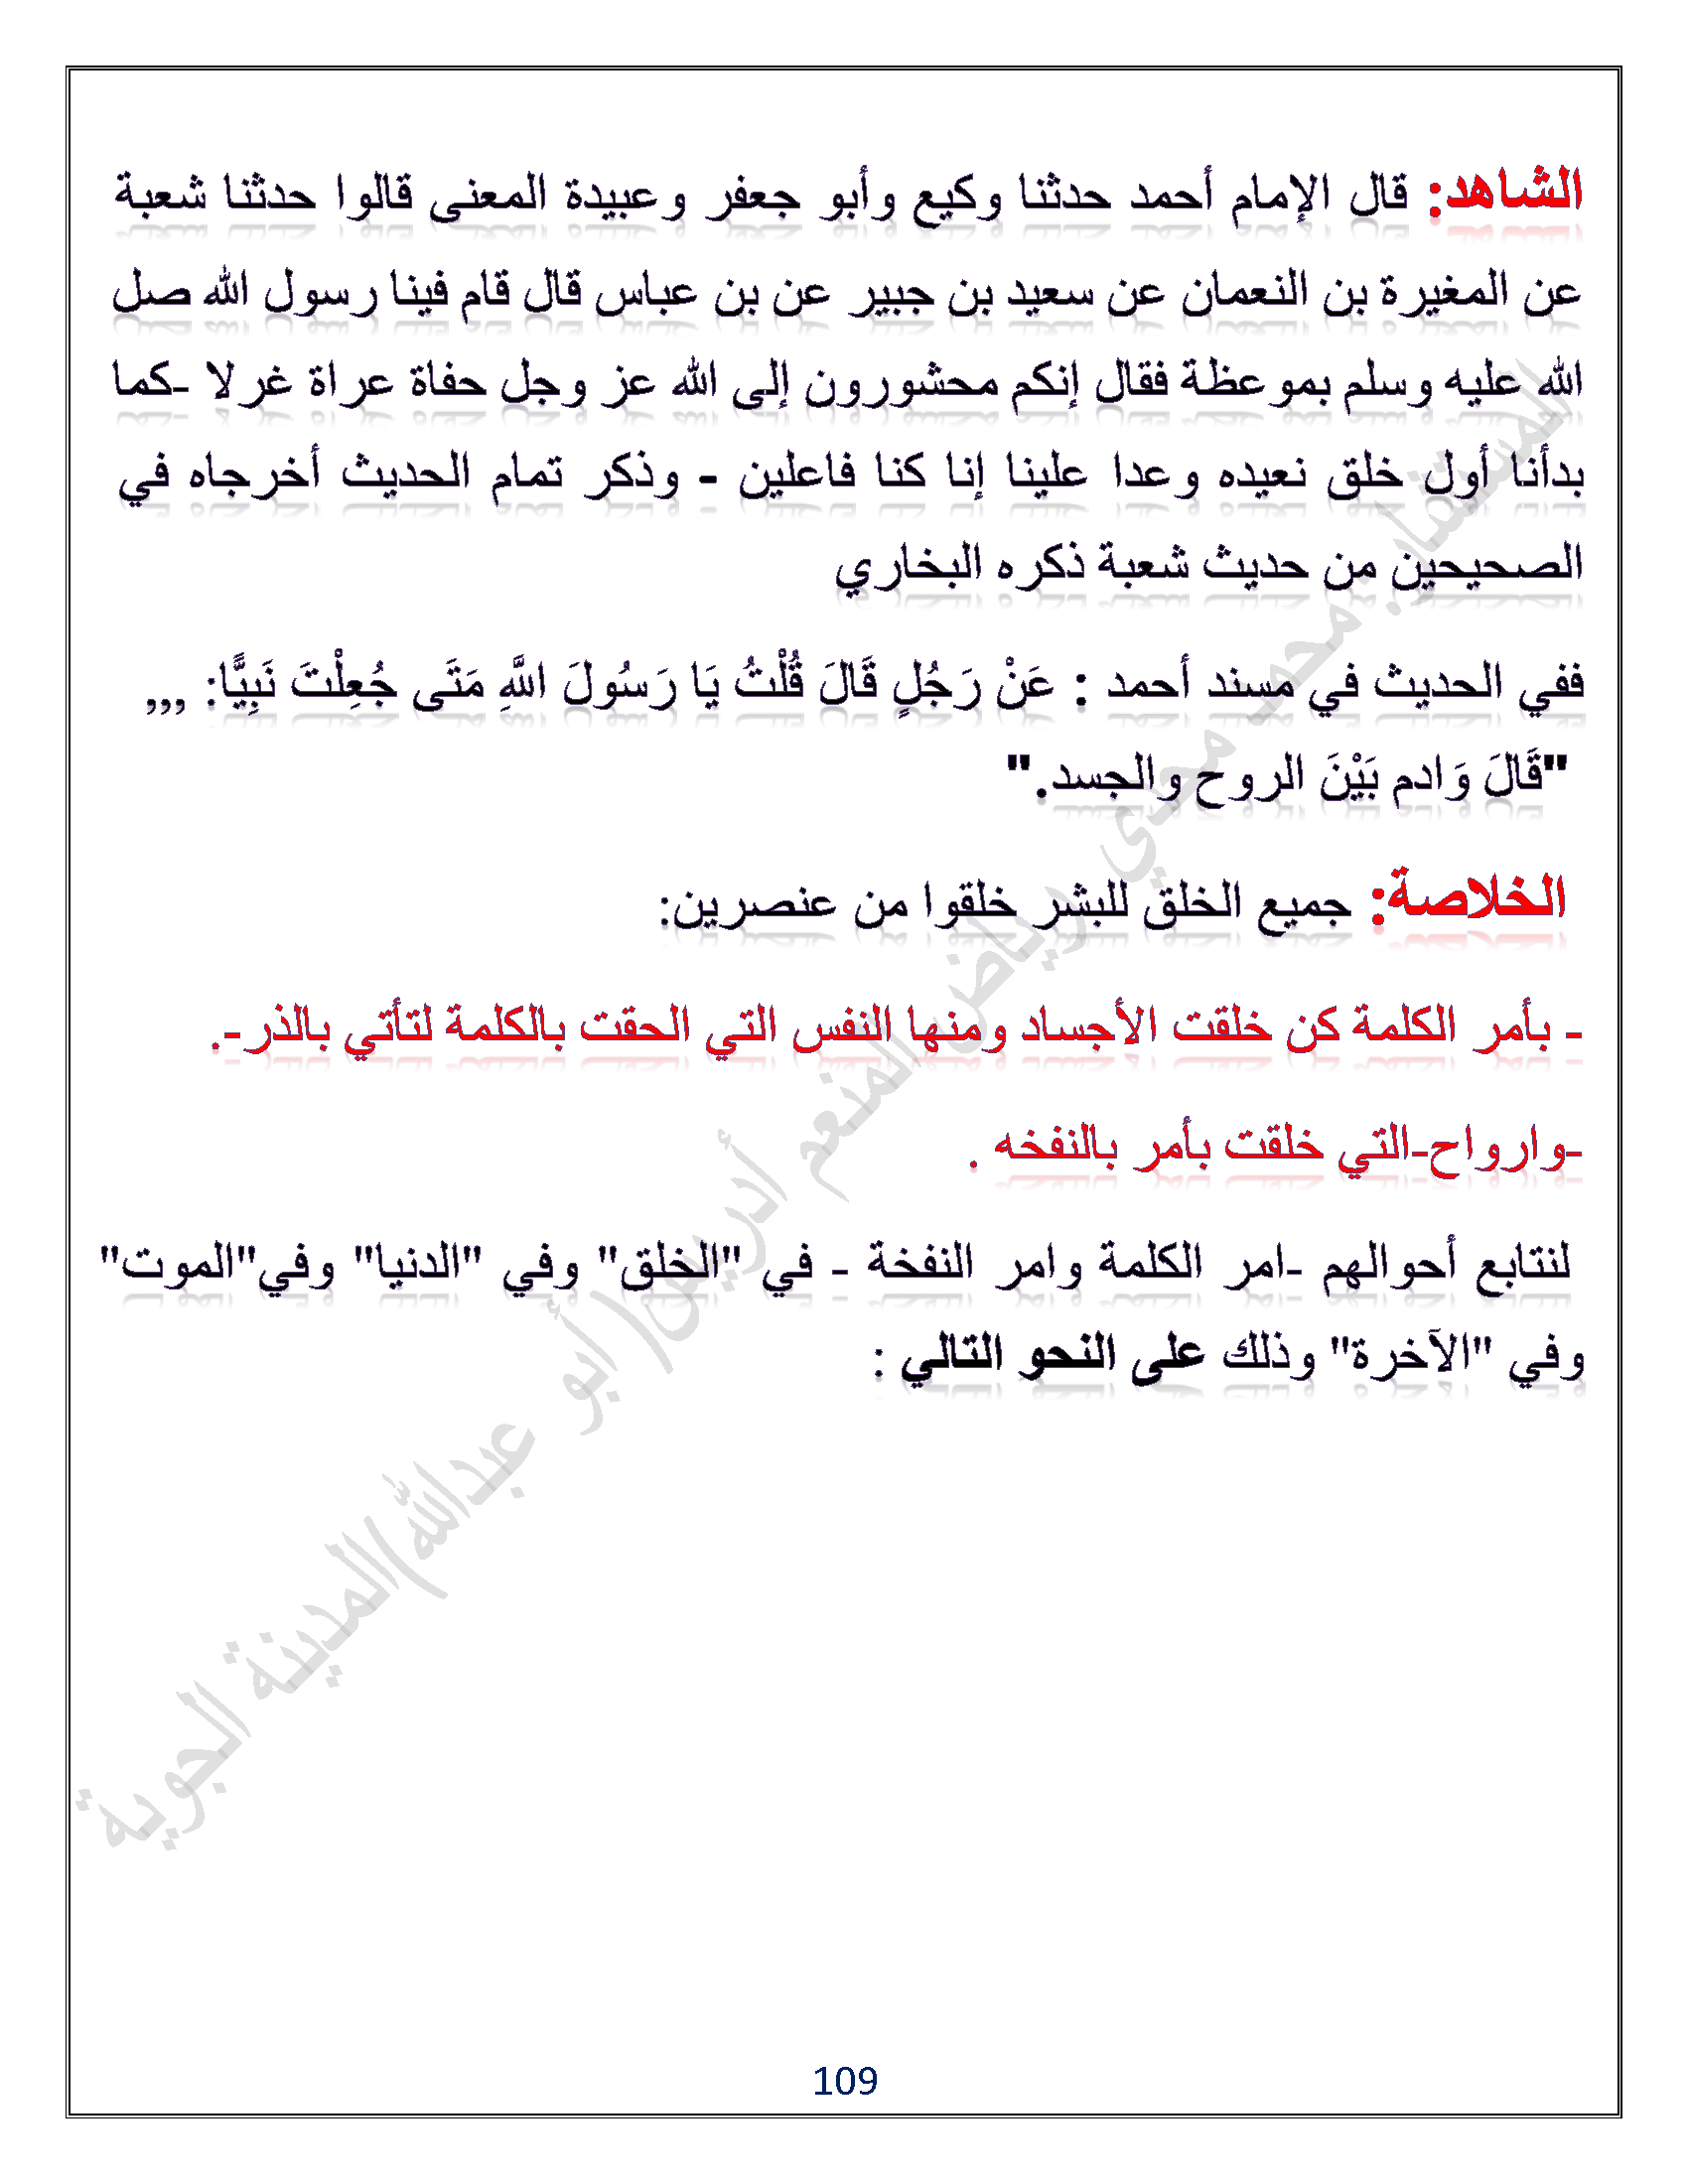 الشاهد: قال الإمام أحمد حدثنا وكيع وأبو جعفر وعبيدة المعنى قالوا حدثنا شعبة
عن المغيرة بن النعمان عن سعيد بن جبير عن بن عباس قال قام فينا رسول الله صل
الله عليه وسلم بموعظة فقال إنكم محشورون إلى الله عز وجل حفاة عراة غرلا -كما
بدأنا أول خلق نعيده وعدا علينا إنا كنا فاعلين - وذكر تمام الحديث أخرجاه في
الصحيحين من حديث شعبة ذكره البخاري
ففي الحديث في مسند أحمد : عَنْ رَجُلٍ قَالَ قُلْتُ يَا رَسُولَ اللَّهِ مَتَى جُعِلْتَ نَبِيًّا: ,,,
"قَالَ وَادم بَيْنَ الروح والجسد."
الخلاصة: جميع الخلق للبشر خلقوا من عنصرين:
- بأمر الكلمة كن خلقت الأجساد ومنها النفس التي الحقت بالكلمة لتأتي بالذر-.
-وارواح-التي خلقت بأمر بالنفخه .
لنتابع أحوالهم -امر الكلمة وامر النفخة - في "الخلق" وفي "الدنيا" وفي"الموت"
وفي "الآخرة" وذلك على النحو التالي :
المستشار: محمد مجدي رياض المنعم أدريس(ابو عبدالله)المدينة الجوية
109